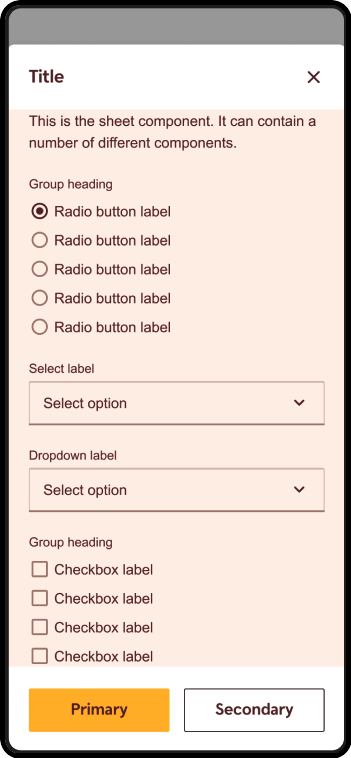 Title
This is the sheet component. It can contain a
number of different components.
Group heading
Radio button label
Radio button label
Radio button label
Radio button label
Radio button label
Select label
Select option
Dropdown label
Select option
Group heading
Checkbox label
Checkbox label
Checkbox label
Checkbox label
Primary
Secondary